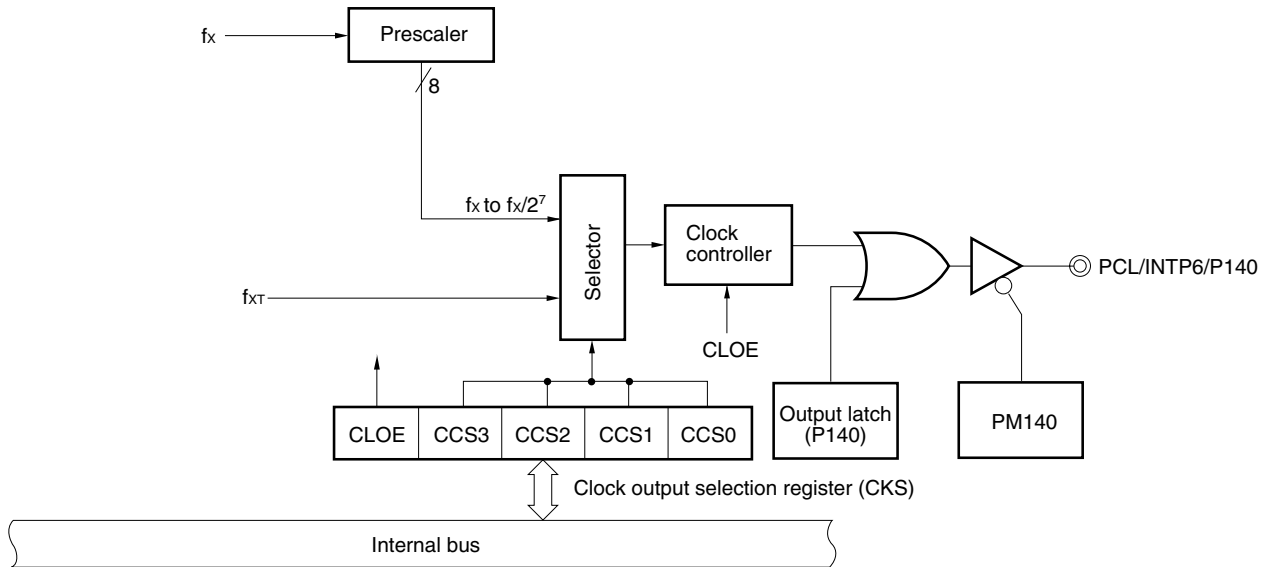 fX
Prescaler
8
fX to fX/2⁷
Selector
Clock
controller
PCL/INTP6/P140
fXT
CLOE
CLOE
CCS3
CCS2
CCS1
CCS0
Output latch
(P140)
PM140
Clock output selection register (CKS)
Internal bus